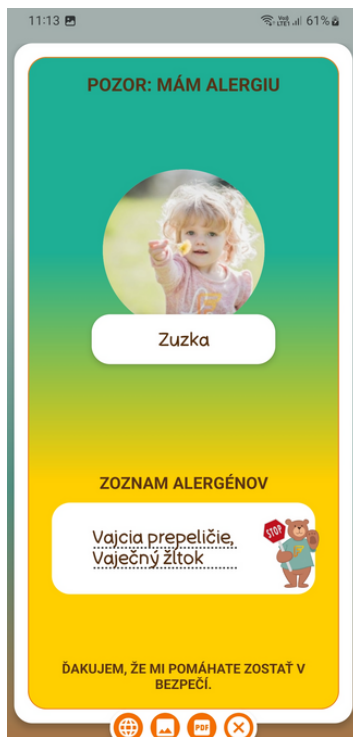 11:13 61%
POZOR: MÁM ALERGIU
Zuzka
ZOZNAM ALERGÉNOV
Vajcia prepeličie,
Vaječný žĺtok
STOP
ĎAKUJEM, ŽE MI POMÁHATE ZOSTAŤ V
BEZPEČÍ.
PDF